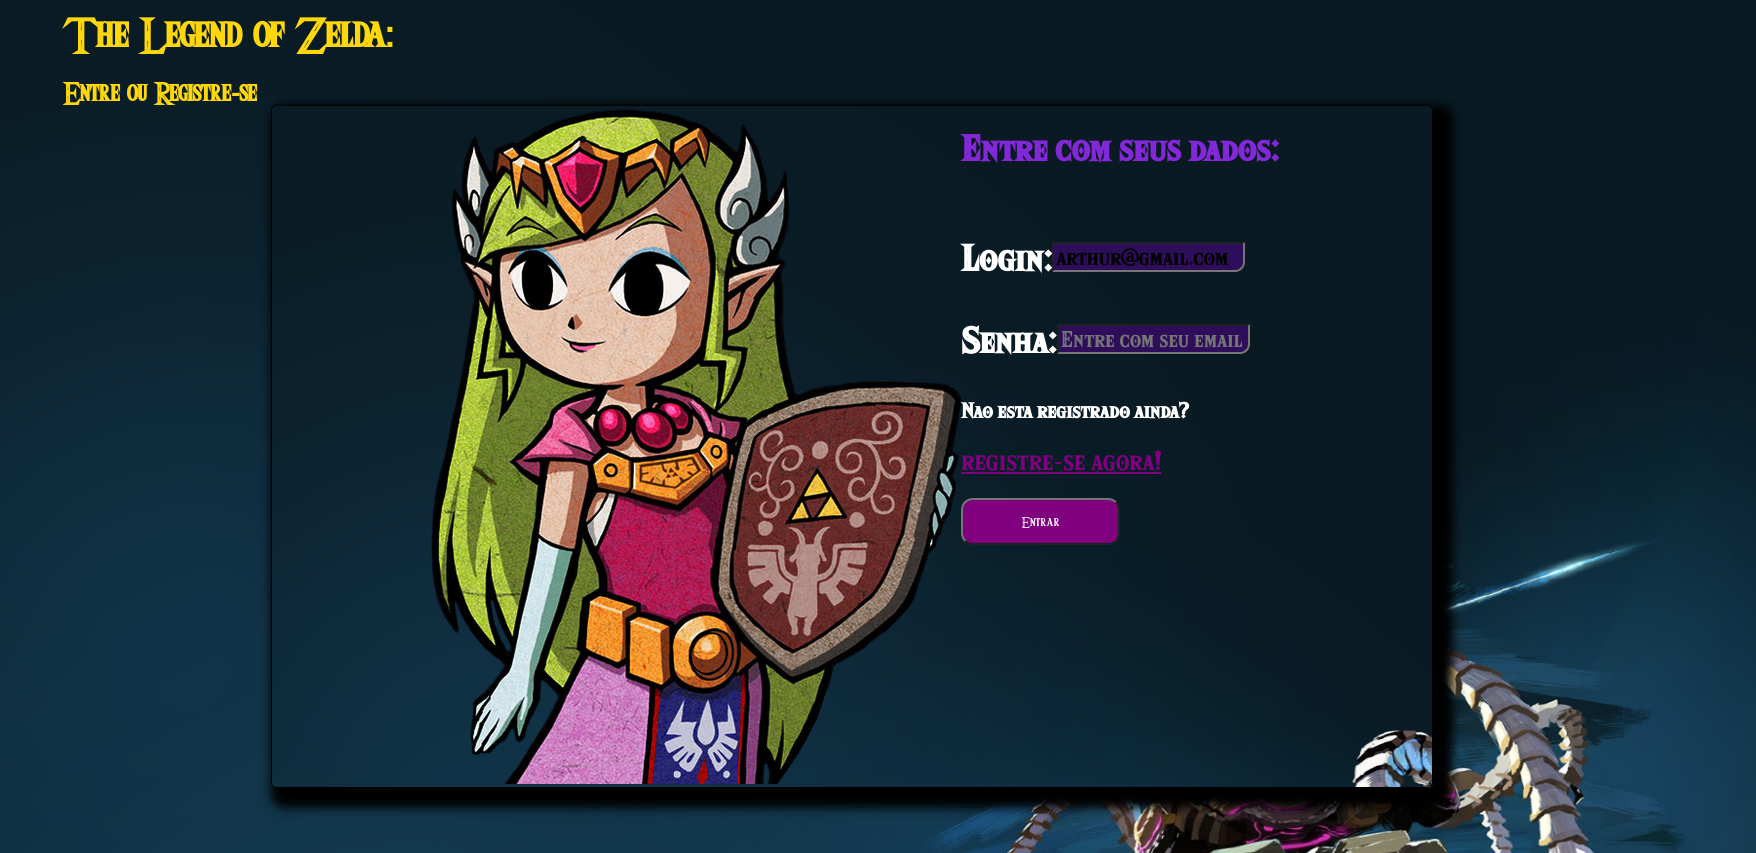 The Legend of Zelda:
Entre ou Registre-se
Entre com seus dados:
Login: arthur@gmail.com
Senha: Entre com seu email
Nao esta registrado ainda?
registre-se agora!
Entrar